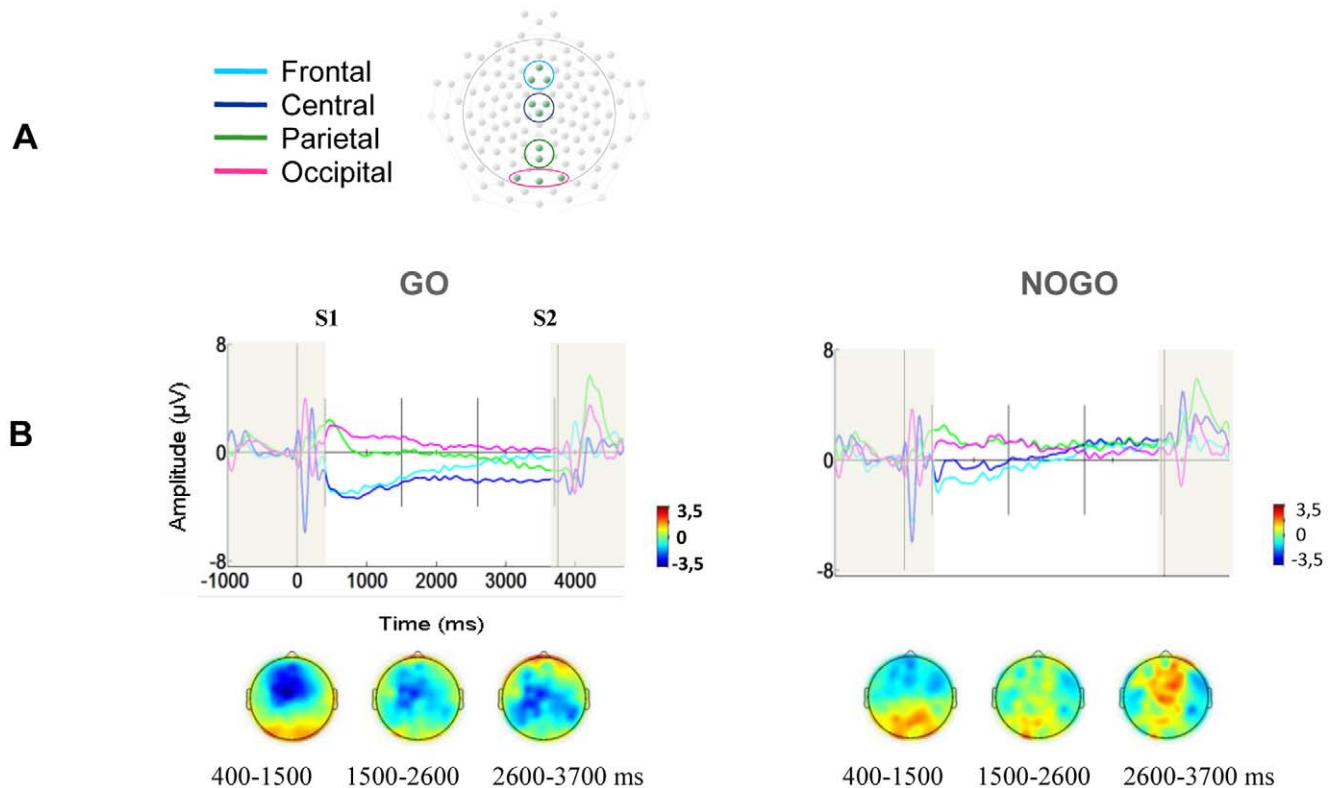 A
Frontal
Central
Parietal
Occipital
B
GO
S1
S2
8
0
-8
Amplitude (µV)
-1000
0
1000
2000
3000
4000
Time (ms)
3,5
0
-3,5
400-1500
1500-2600
2600-3700 ms
NOGO
8
0
-8
3,5
0
-3,5
400-1500
1500-2600
2600-3700 ms